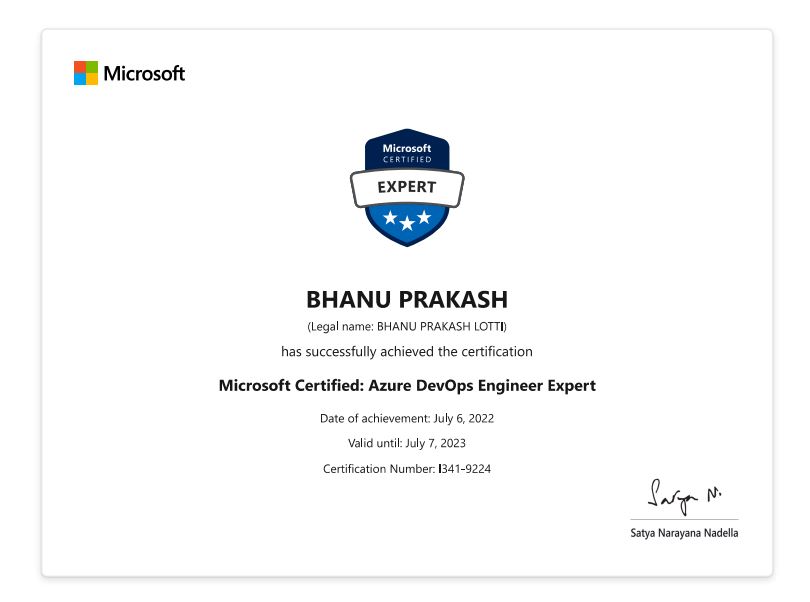 Microsoft
Microsoft
CERTIFIED
EXPERT
BHANU PRAKASH
(Legal name: BHANU PRAKASH LOTTI)
has successfully achieved the certification
Microsoft Certified: Azure DevOps Engineer Expert
Date of achievement: July 6, 2022
Valid until: July 7, 2023
Certification Number: I341-9224
Satya N.
Satya Narayana Nadella